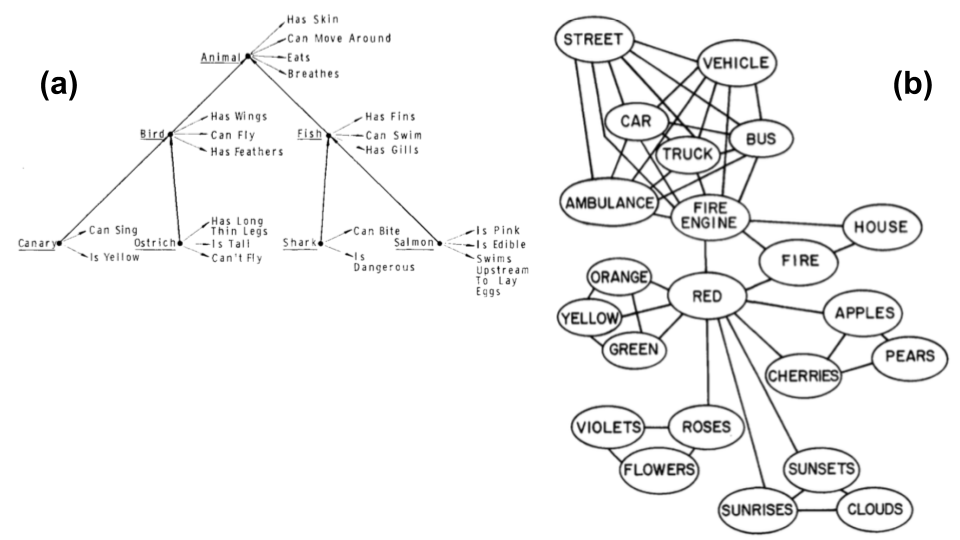 (a)
Animal
Has Skin
Can Move Around
Eats
Breathes
Bird
Has Wings
Can Fly
Has Feathers
Fish
Has Fins
Can Swim
Has Gills
Canary
Can Sing
Is Yellow
Ostrich
Has Long
Thin Legs
Is Tall
Can't Fly
Shark
Can Bite
Is
Dangerous
Salmon
Is Pink
Is Edible
Swims
Upstream
To Lay
Eggs
(b)
STREET
VEHICLE
CAR
BUS
TRUCK
AMBULANCE
FIRE
ENGINE
HOUSE
FIRE
ORANGE
RED
YELLOW
GREEN
APPLES
PEARS
CHERRIES
VIOLETS
ROSES
FLOWERS
SUNSETS
SUNRISES
CLOUDS